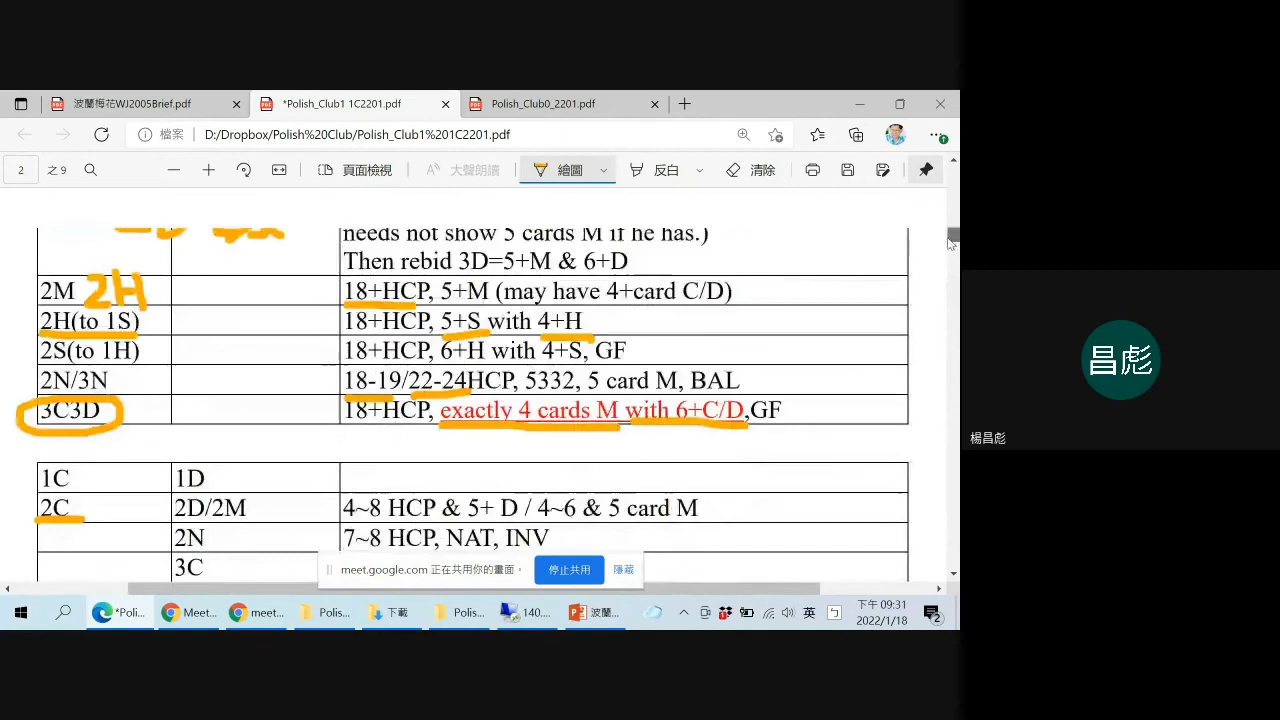 波蘭梅花WJ2005Brief.pdf
*Polish_Club1 1C2201.pdf
Polish_Club0_2201.pdf
檔案 D:/Dropbox/Polish%20Club/Polish_Club1%201C2201.pdf
2 之 9 頁面檢視 大聲朗讀 繪圖 反白 清除
needs not show 5 cards M if he has.)
Then rebid 3D=5+M & 6+D
2M 2H 18+HCP, 5+M (may have 4+card C/D)
2H(to 1S) 18+HCP, 5+S with 4+H
2S(to 1H) 18+HCP, 6+H with 4+S, GF
2N/3N 18-19/22-24HCP, 5332, 5 card M, BAL
3C3D 18+HCP, exactly 4 cards M with 6+C/D,GF
1C 1D
2C 2D/2M 4~8 HCP & 5+ D / 4~6 & 5 card M
2N 7~8 HCP, NAT, INV
3C
meet.google.com 正在共用你的畫面。 停止共用 隱藏
昌彪
楊昌彪
*Poli... Meet... meet... Polis... 下載 Polis... 140.... 波蘭... 英
下午 09:31
2022/1/18
2